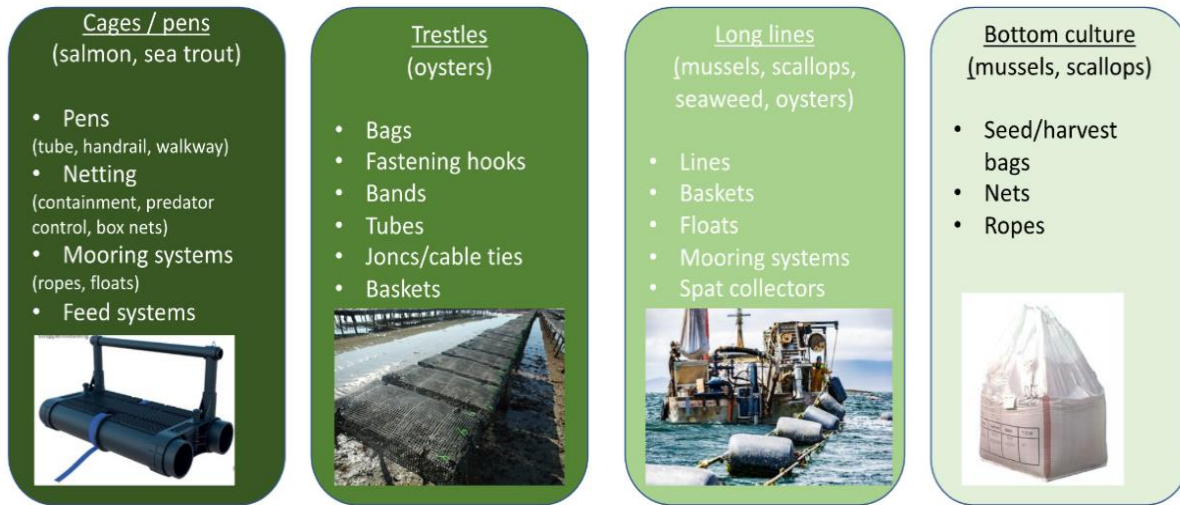 Cages / pens
(salmon, sea trout)
• Pens
(tube, handrail, walkway)
• Netting
(containment, predator
control, box nets)
• Mooring systems
(ropes, floats)
• Feed systems
Trestles
(oysters)
• Bags
• Fastening hooks
• Bands
• Tubes
• Joncs/cable ties
• Baskets
Long lines
(mussels, scallops,
seaweed, oysters)
• Lines
• Baskets
• Floats
• Mooring systems
• Spat collectors
Bottom culture
(mussels, scallops)
• Seed/harvest
bags
• Nets
• Ropes